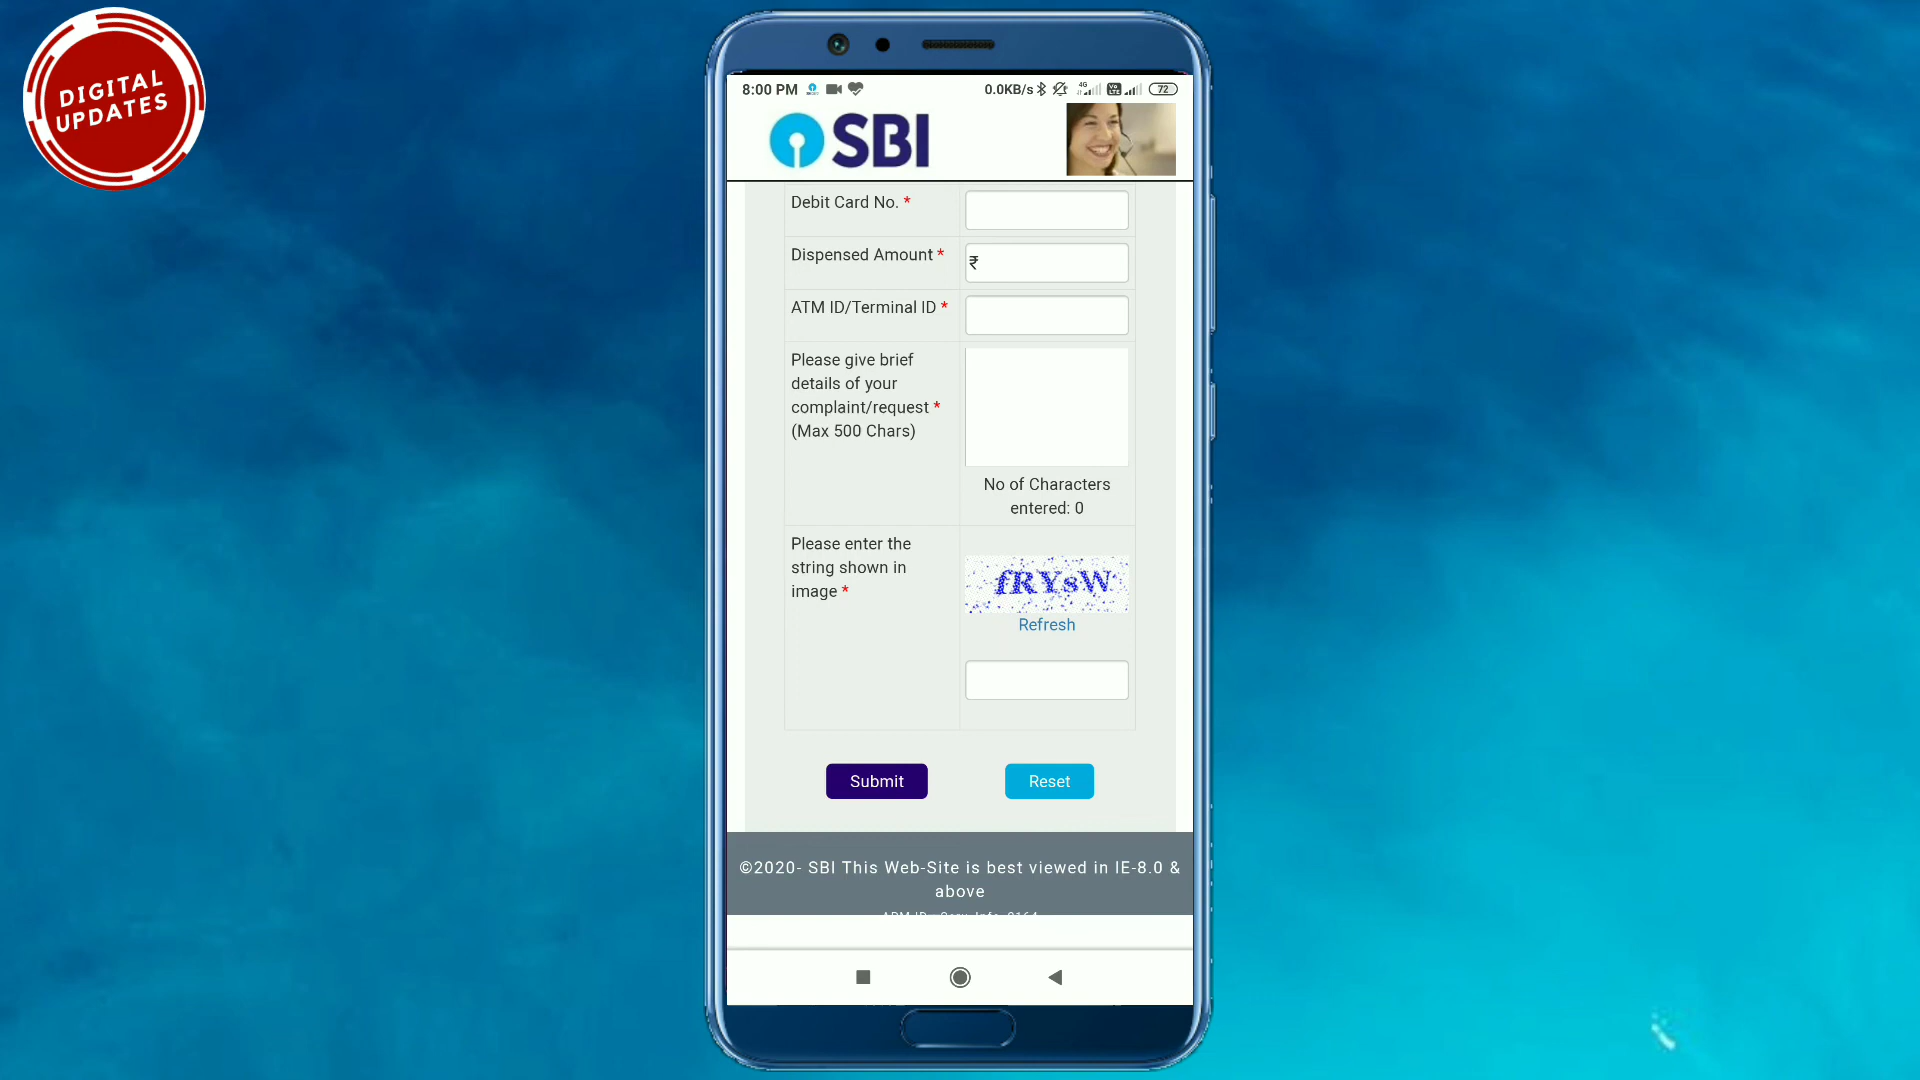 DIGITAL
UPDATES
8:00 PM
0.0KB/s
4G
Vo
LTE
72
SBI
Debit Card No. *
Dispensed Amount *
₹
ATM ID/Terminal ID *
Please give brief
details of your
complaint/request *
(Max 500 Chars)
No of Characters
entered: 0
Please enter the
string shown in
image *
fRYsW
Refresh
Submit
Reset
©2020- SBI This Web-Site is best viewed in IE-8.0 &
above